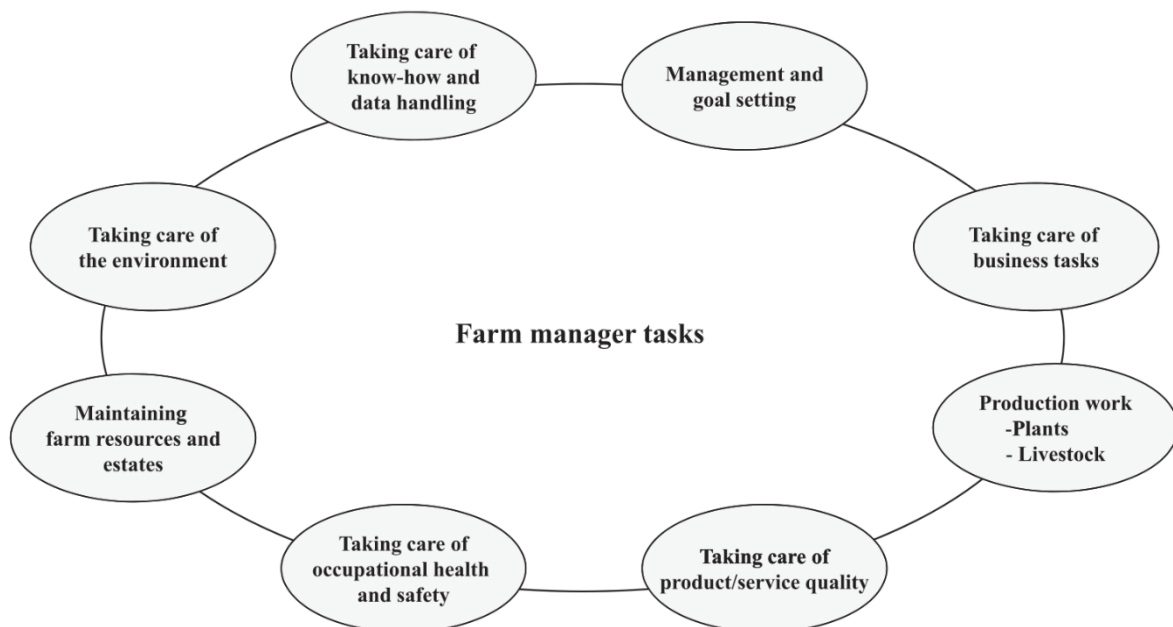 Taking care of
know-how and
data handling
Management and
goal setting
Taking care of
the environment
Taking care of
business tasks
Farm manager tasks
Maintaining
farm resources and
estates
Production work
-Plants
- Livestock
Taking care of
occupational health
and safety
Taking care of
product/service quality